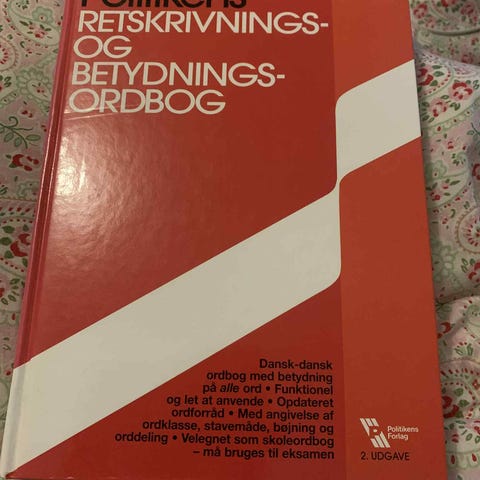 Politikens
RETSKRIVNINGS-
OG
BETYDNINGS-
ORDBOG
Dansk-dansk
ordbog med betydning
på alle ord • Funktionel
og let at anvende • Opdateret
ordforråd • Med angivelse af
ordklasse, stavemåde, bøjning og
orddeling • Velegnet som skoleordbog
– må bruges til eksamen
Politikens
Forlag
2. UDGAVE